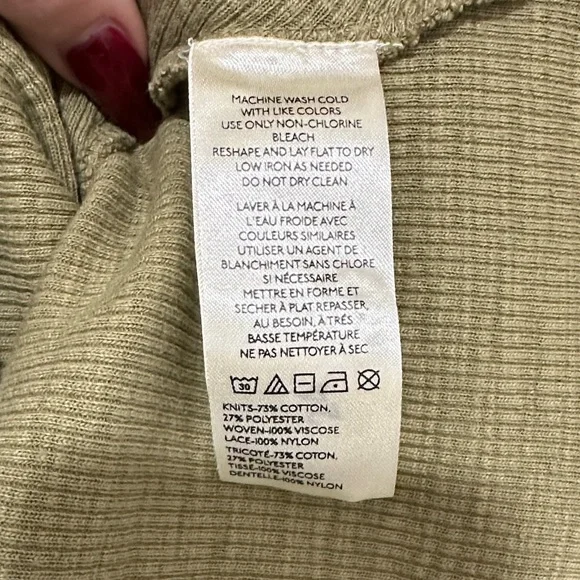 MACHINE WASH COLD
WITH LIKE COLORS
USE ONLY NON-CHLORINE
BLEACH
RESHAPE AND LAY FLAT TO DRY
LOW IRON AS NEEDED
DO NOT DRY CLEAN
LAVER À LA MACHINE À
L'EAU FROIDE AVEC
COULEURS SIMILAIRES
UTILISER UN AGENT DE
BLANCHIMENT SANS CHLORE
SI NÉCESSAIRE
METTRE EN FORME ET
SECHER À PLAT REPASSER,
AU BESOIN, À TRÉS
BASSE TEMPÉRATURE
NE PAS NETTOYER À SEC
30
KNITS-73% COTTON,
27% POLYESTER
WOVEN-100% VISCOSE
LACE-100% NYLON
TRICOTÉ-73% COTON,
27% POLYESTER
TISSÉ-100% VISCOSE
DENTELLE-100% NYLON